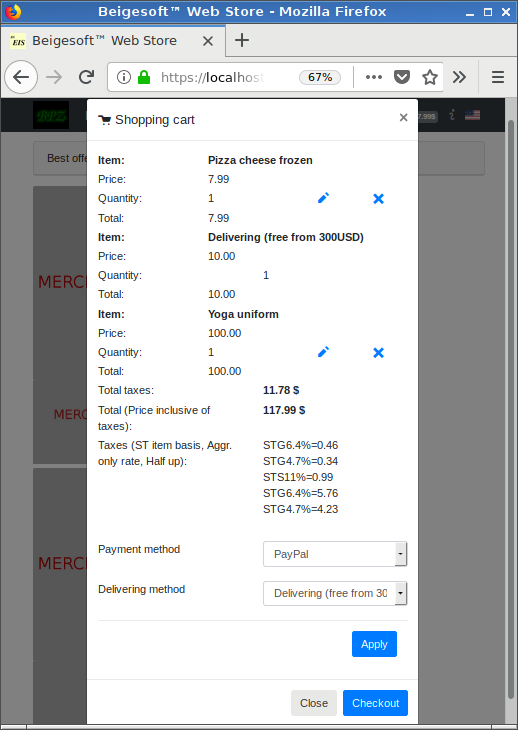 Beigesoft™ Web Store - Mozilla Firefox
EIS Beigesoft™ Web Store
https://localhos 67%
BPZ 7.99$
Best offe
Shopping cart ×
Item: Pizza cheese frozen
Price: 7.99
Quantity: 1
Total: 7.99
Item: Delivering (free from 300USD)
Price: 10.00
Quantity: 1
Total: 10.00
Item: Yoga uniform
Price: 100.00
Quantity: 1
Total: 100.00
Total taxes: 11.78 $
Total (Price inclusive of taxes): 117.99 $
Taxes (ST item basis, Aggr. only rate, Half up):
STG6.4%=0.46
STG4.7%=0.34
STS11%=0.99
STG6.4%=5.76
STG4.7%=4.23
Payment method PayPal
Delivering method Delivering (free from 30
Apply
Close Checkout
MERC
MERC
MERC